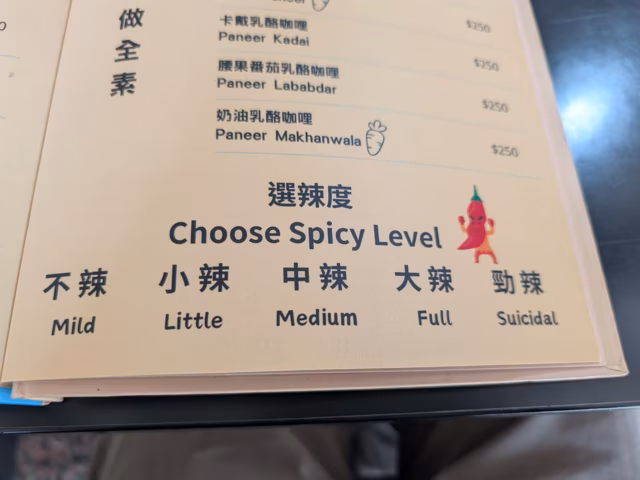 做全素
卡戴乳酪咖哩
Paneer Kadai
$250
腰果番茄乳酪咖哩
Paneer Lababdar
$250
奶油乳酪咖哩
Paneer Makhanwala
$250
$250
選辣度
Choose Spicy Level
不辣 小辣 中辣 大辣 勁辣
Mild Little Medium Full Suicidal